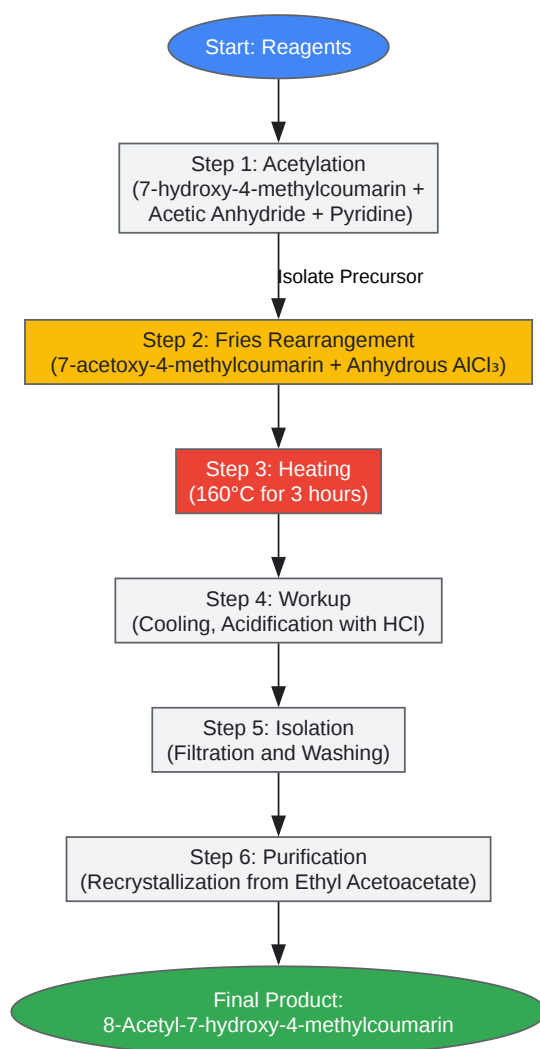 Start: Reagents
Step 1: Acetylation
(7-hydroxy-4-methylcoumarin +
Acetic Anhydride + Pyridine)
Isolate Precursor
Step 2: Fries Rearrangement
(7-acetoxy-4-methylcoumarin + Anhydrous AlCl₃)
Step 3: Heating
(160°C for 3 hours)
Step 4: Workup
(Cooling, Acidification with HCl)
Step 5: Isolation
(Filtration and Washing)
Step 6: Purification
(Recrystallization from Ethyl Acetoacetate)
Final Product:
8-Acetyl-7-hydroxy-4-methylcoumarin